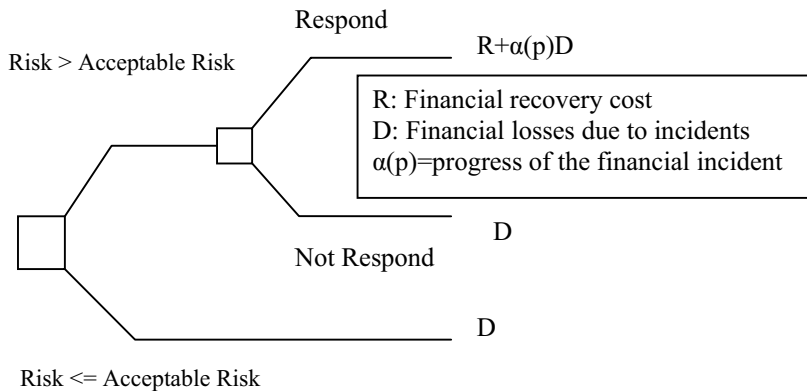 Respond
R+α(p)D
Risk > Acceptable Risk
R: Financial recovery cost
D: Financial losses due to incidents
α(p)=progress of the financial incident
D
Not Respond
D
Risk <= Acceptable Risk